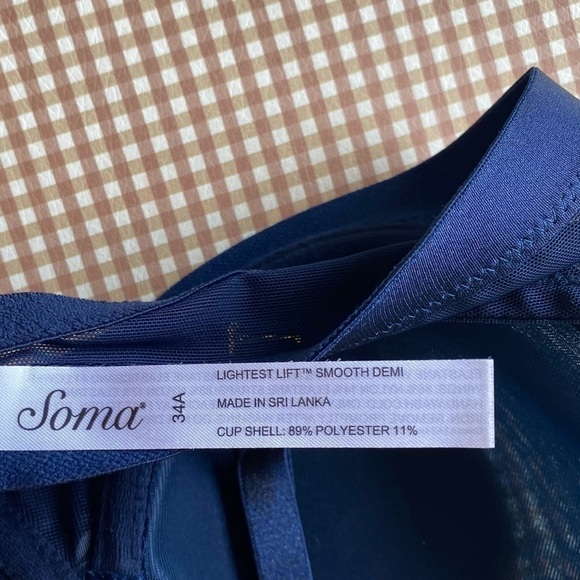 Soma®
34A
LIGHTEST LIFT™ SMOOTH DEMI
MADE IN SRI LANKA
CUP SHELL: 89% POLYESTER 11%